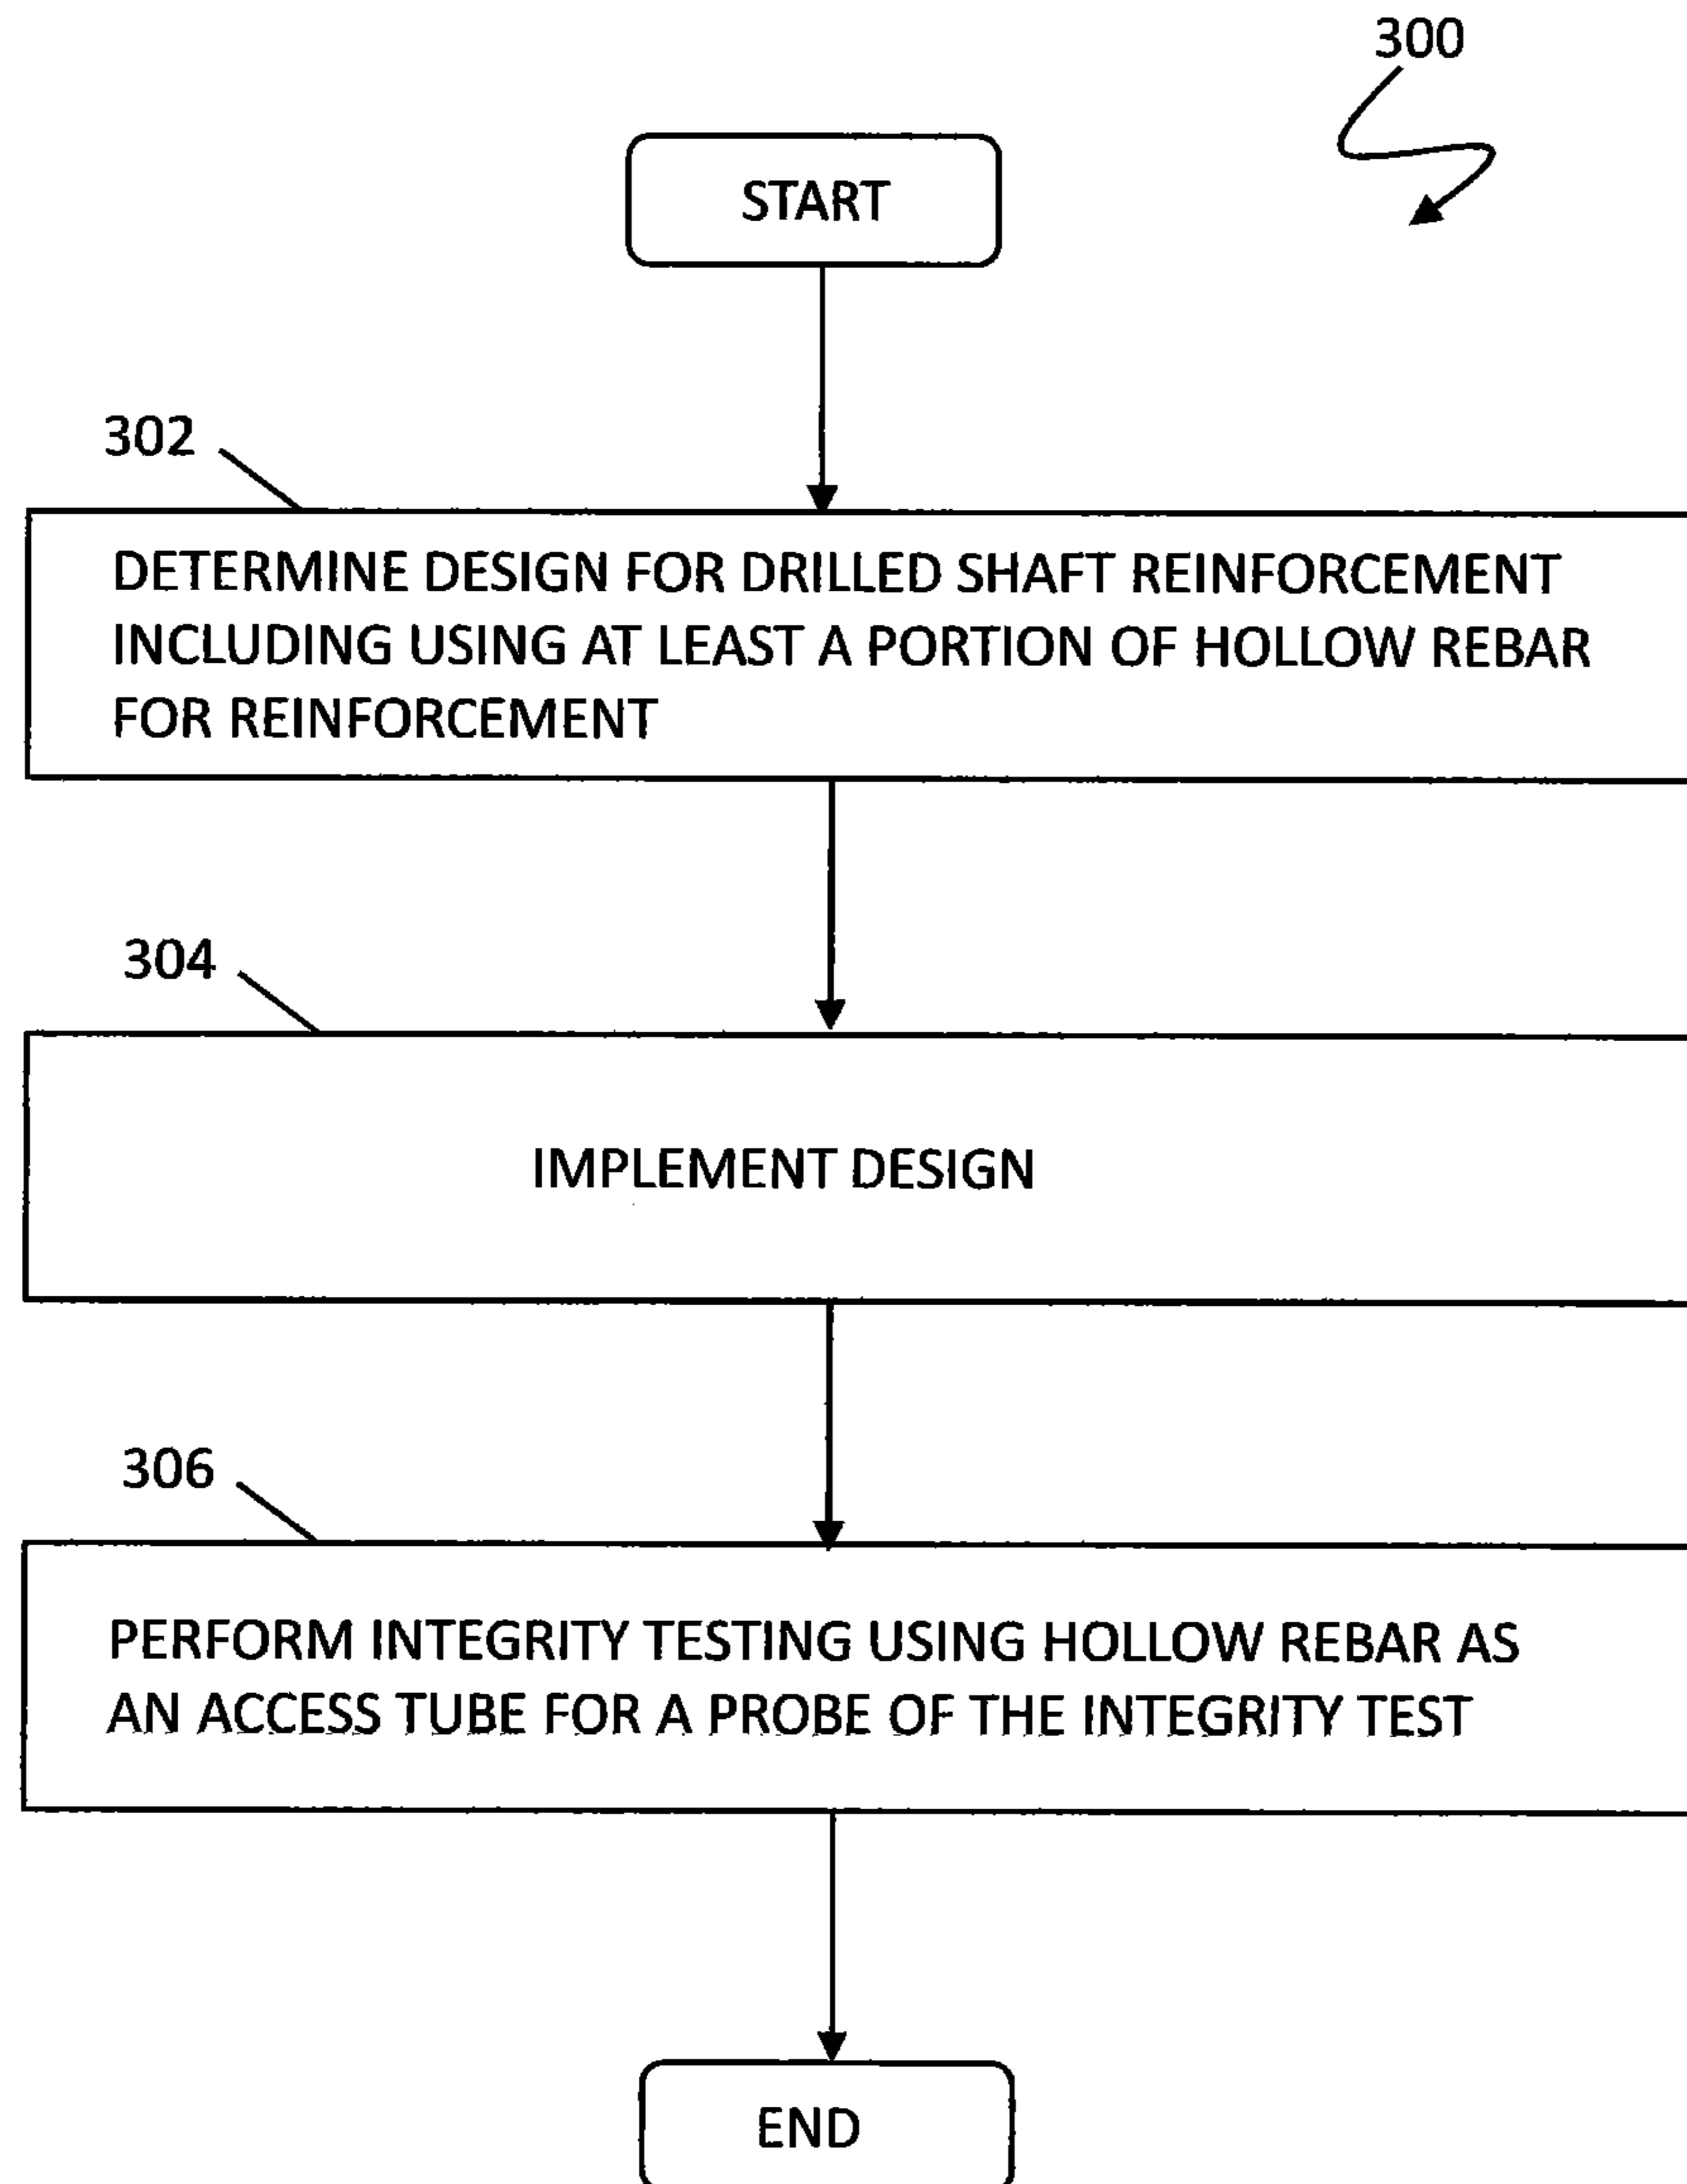 300
START
302
DETERMINE DESIGN FOR DRILLED SHAFT REINFORCEMENT
INCLUDING USING AT LEAST A PORTION OF HOLLOW REBAR
FOR REINFORCEMENT
304
IMPLEMENT DESIGN
306
PERFORM INTEGRITY TESTING USING HOLLOW REBAR AS
AN ACCESS TUBE FOR A PROBE OF THE INTEGRITY TEST
END